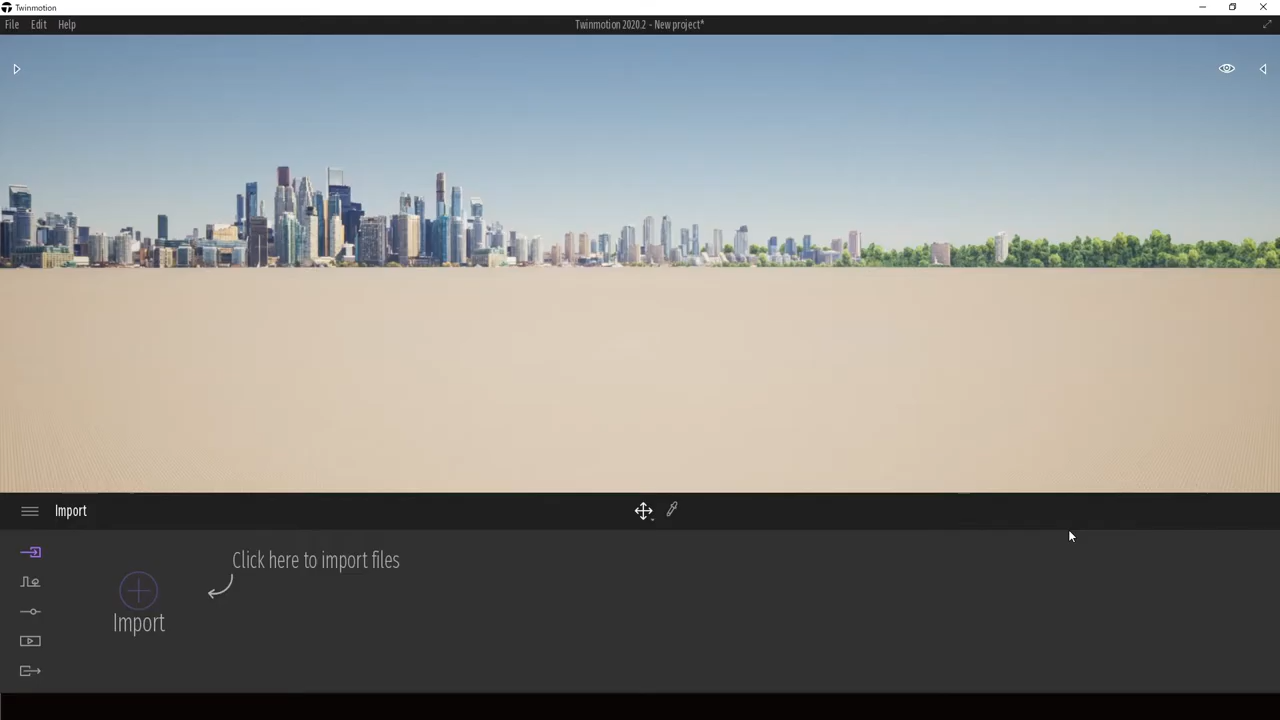 Twinmotion
File Edit Help
Twinmotion 2020.2 - New project*
Import
Click here to import files
Import